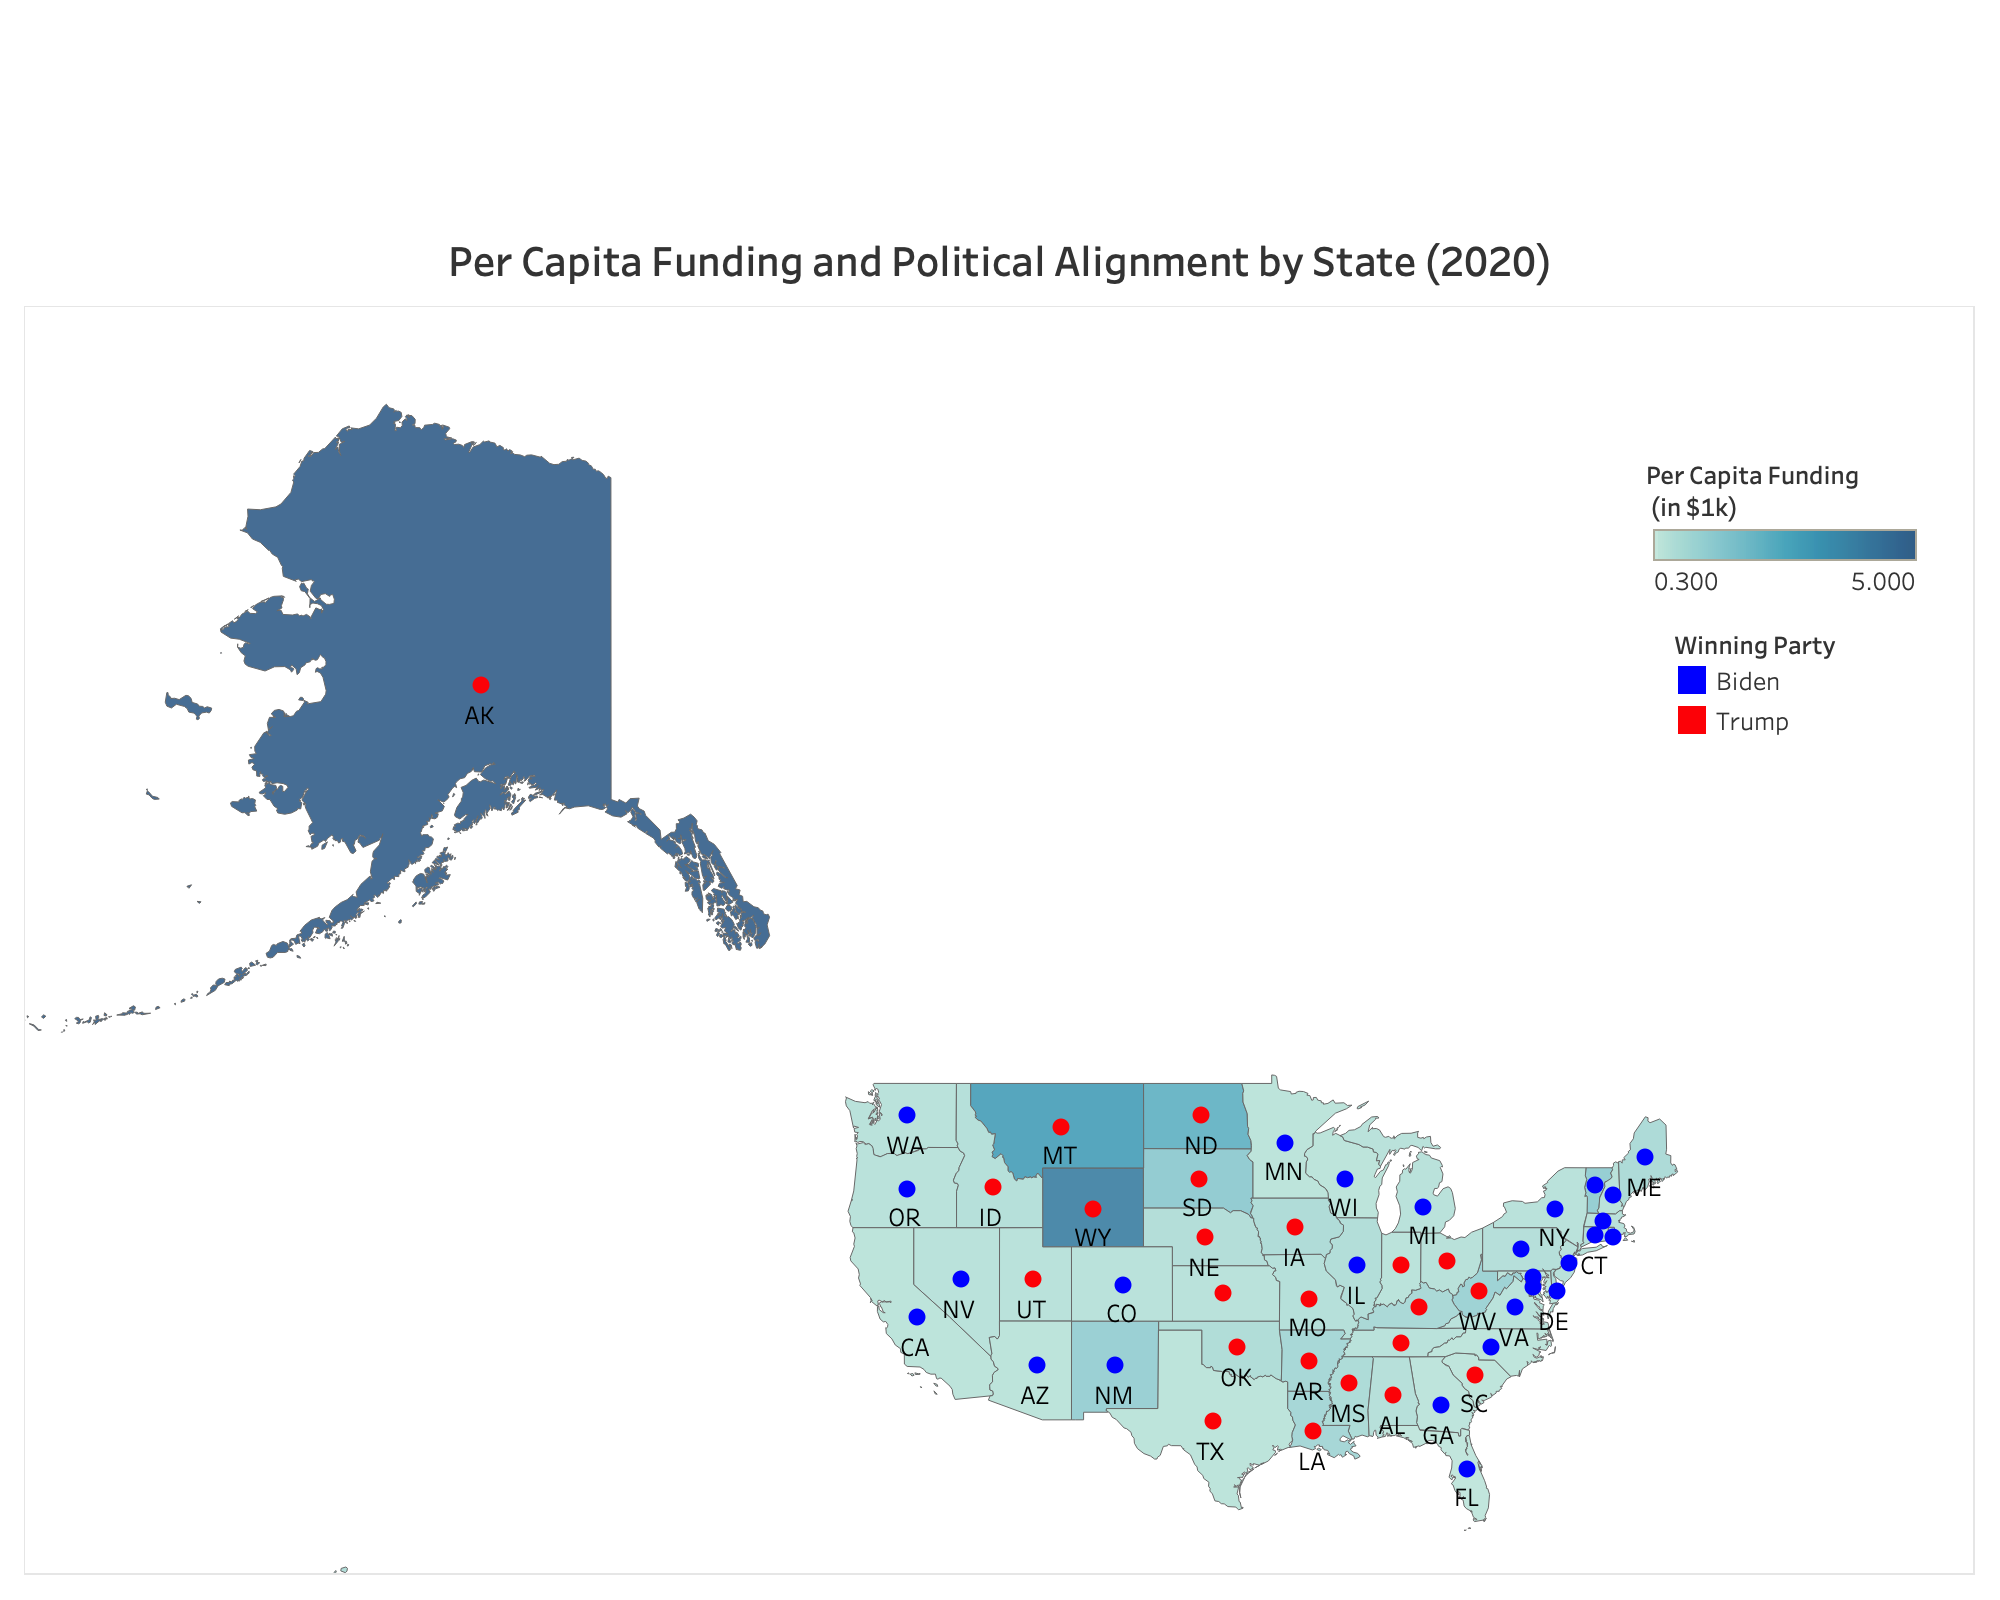 Per Capita Funding and Political Alignment by State (2020)
Per Capita Funding
(in $1k)
0.300 5.000
Winning Party
Biden
Trump
AK
WA
MT
ND
MN
ME
OR
ID
WY
SD
WI
MI
NY
NE
IA
CT
NV
UT
CO
IL
MO
WV
VA
DE
CA
AZ
NM
OK
AR
MS
AL
SC
GA
TX
LA
FL